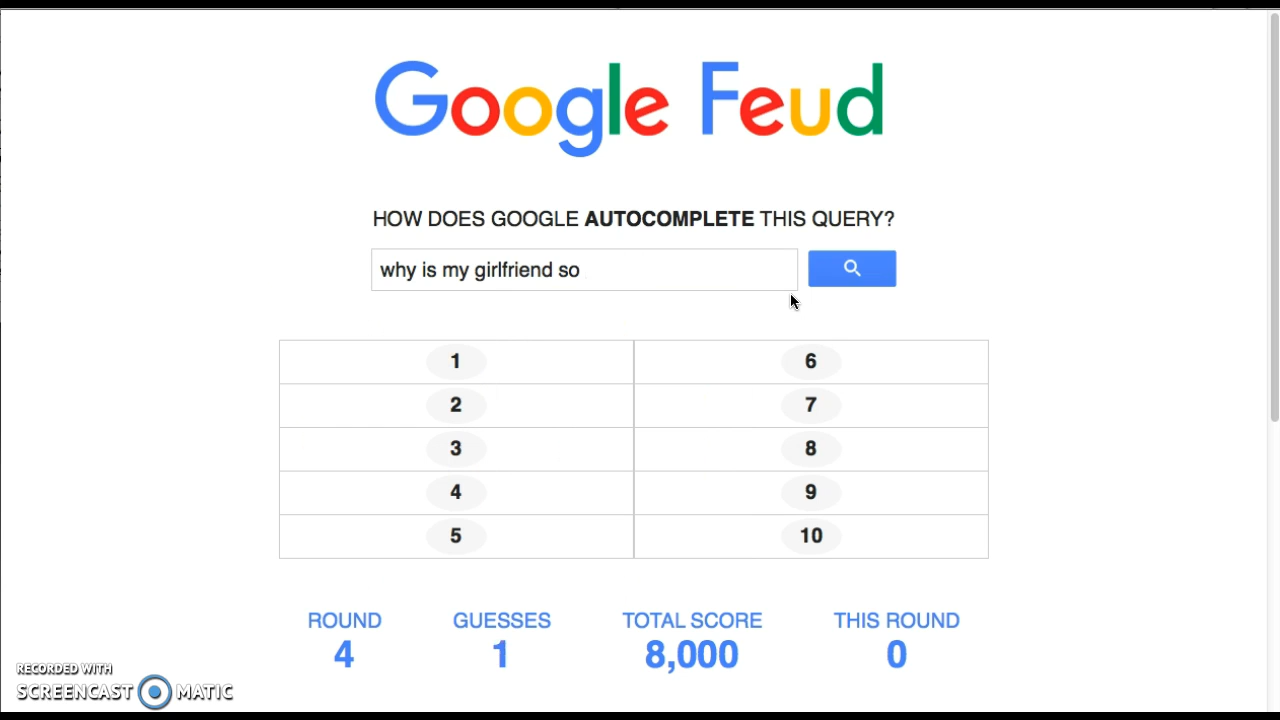 Google Feud
HOW DOES GOOGLE AUTOCOMPLETE THIS QUERY?
why is my girlfriend so
1 6
2 7
3 8
4 9
5 10
ROUND GUESSES TOTAL SCORE THIS ROUND
4 1 8,000 0
RECORDED WITH
SCREENCAST MATIC